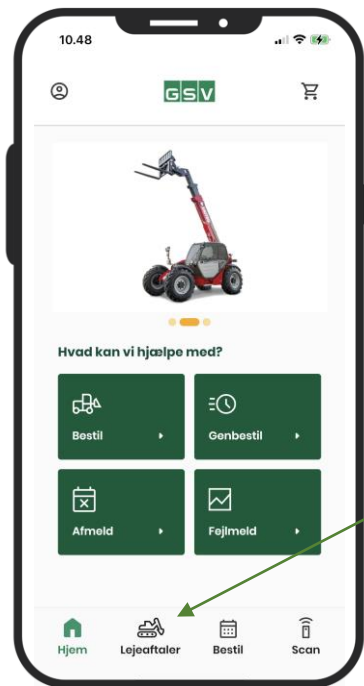 10.48
GSV
Hvad kan vi hjælpe med?
Bestil
Genbestil
Afmeld
Fejlmeld
Hjem
Lejeaftaler
Bestil
Scan